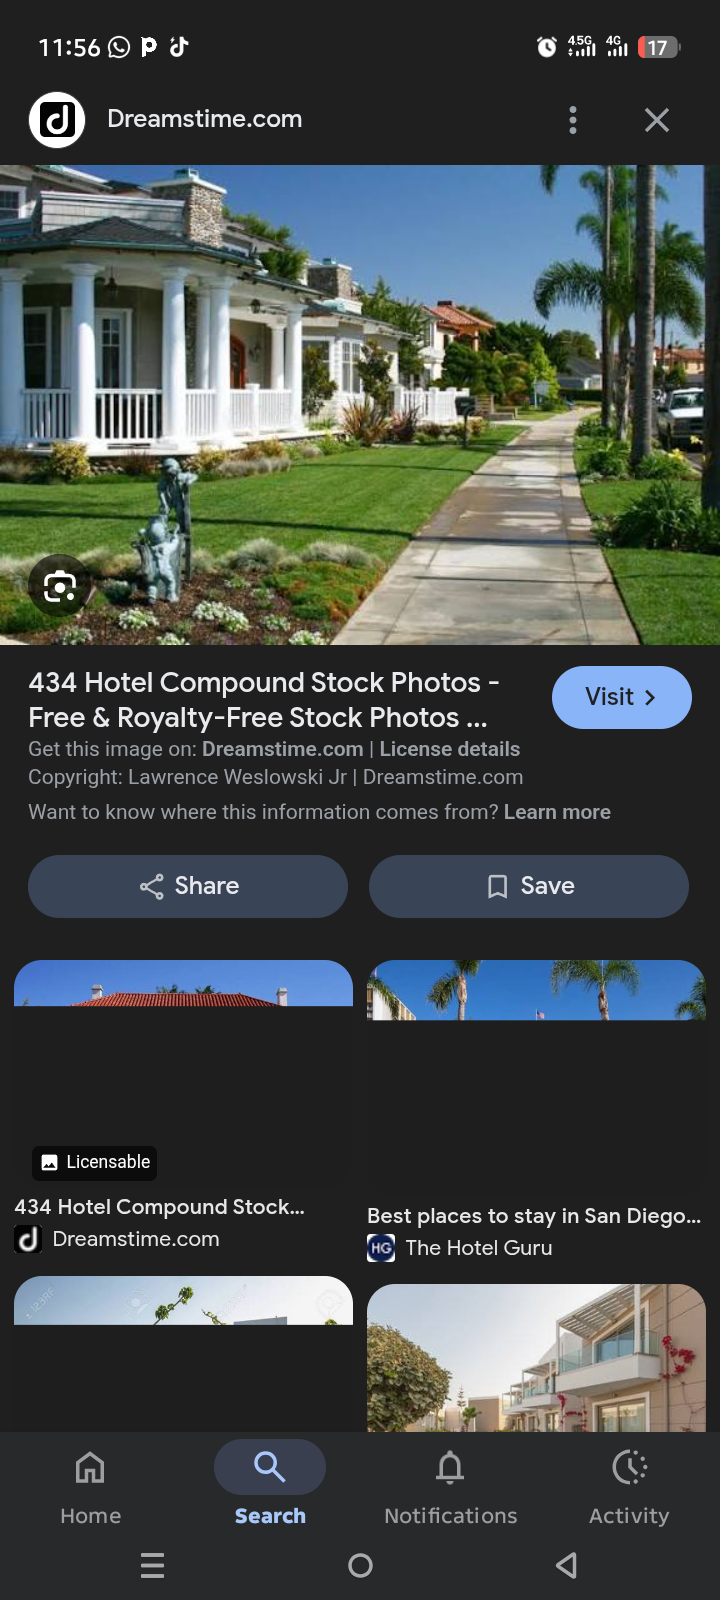 11:56
4.5G 4G 17
Dreamstime.com
434 Hotel Compound Stock Photos -
Free & Royalty-Free Stock Photos ...
Visit
Get this image on: Dreamstime.com | License details
Copyright: Lawrence Weslowski Jr | Dreamstime.com
Want to know where this information comes from? Learn more
Share
Save
Licensable
434 Hotel Compound Stock...
Dreamstime.com
Best places to stay in San Diego...
HG The Hotel Guru
123RF
Home
Search
Notifications
Activity